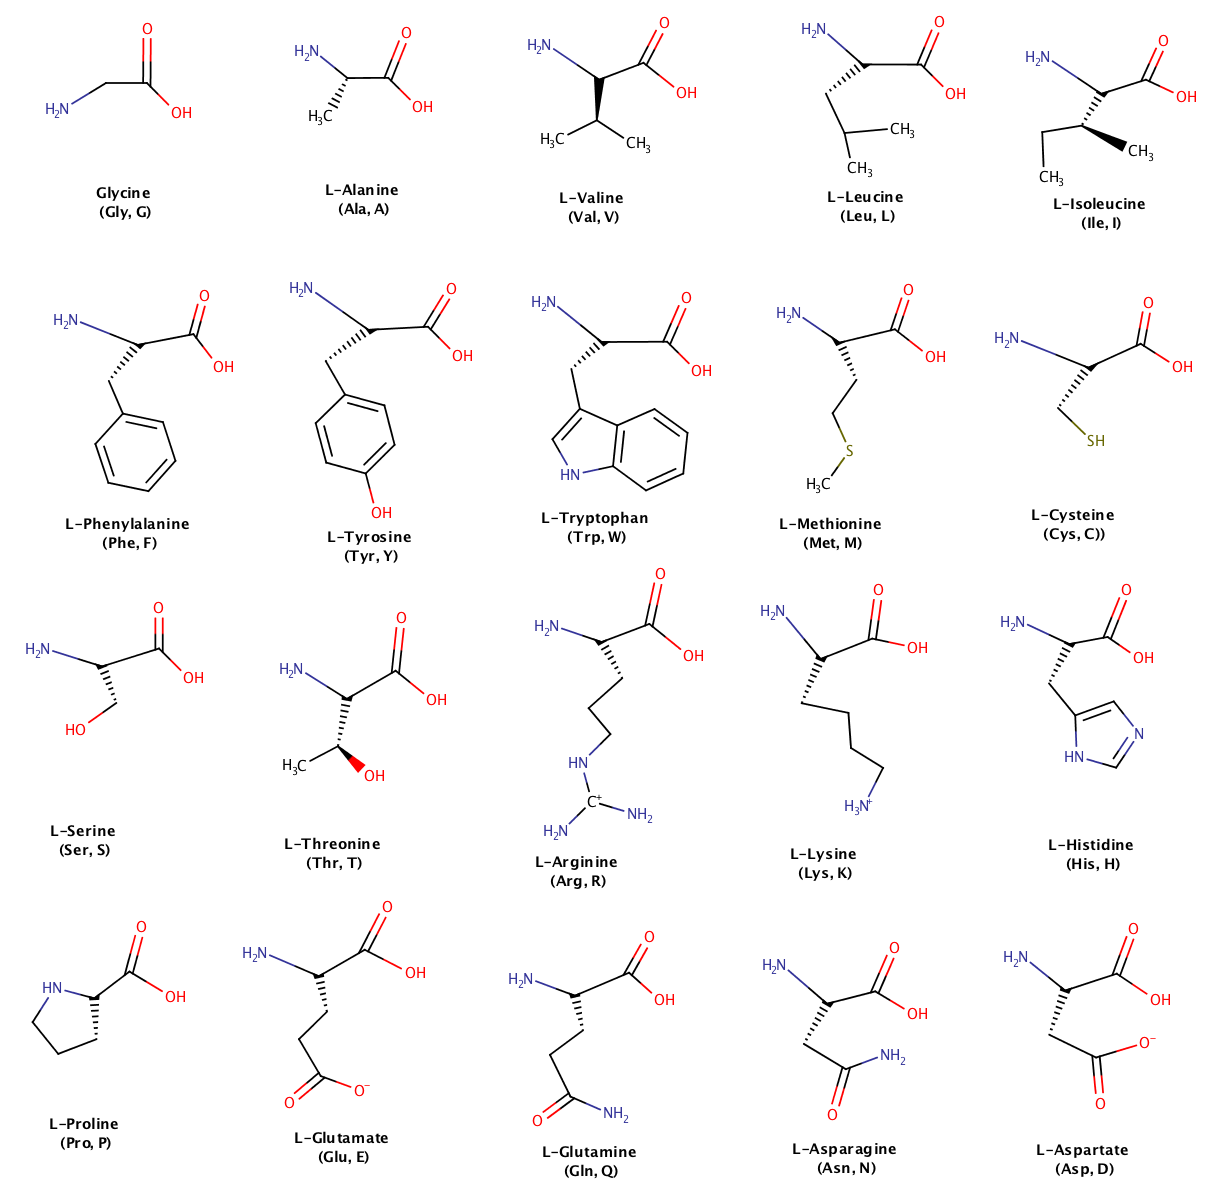 O
H₂N
OH
Glycine
(Gly, G)
O
H₂N
H₃C
OH
L-Alanine
(Ala, A)
O
H₂N
OH
H₃C
CH₃
L-Valine
(Val, V)
O
H₂N
OH
CH₃
CH₃
L-Leucine
(Leu, L)
O
H₂N
OH
CH₃
CH₃
L-Isoleucine
(Ile, I)
O
H₂N
OH
L-Phenylalanine
(Phe, F)
O
H₂N
OH
OH
L-Tyrosine
(Tyr, Y)
O
H₂N
OH
HN
L-Tryptophan
(Trp, W)
O
H₂N
OH
S
H₃C
L-Methionine
(Met, M)
O
H₂N
OH
SH
L-Cysteine
(Cys, C))
O
H₂N
OH
HO
L-Serine
(Ser, S)
O
H₂N
OH
H₃C
OH
L-Threonine
(Thr, T)
O
H₂N
OH
HN
C⁺
NH₂
H₂N
L-Arginine
(Arg, R)
O
H₂N
OH
H₃N⁺
L-Lysine
(Lys, K)
O
H₂N
OH
N
HN
L-Histidine
(His, H)
O
HN
OH
L-Proline
(Pro, P)
O
H₂N
OH
O
O⁻
L-Glutamate
(Glu, E)
O
H₂N
OH
O
NH₂
L-Glutamine
(Gln, Q)
O
H₂N
OH
NH₂
O
L-Asparagine
(Asn, N)
O
H₂N
OH
O⁻
O
L-Aspartate
(Asp, D)